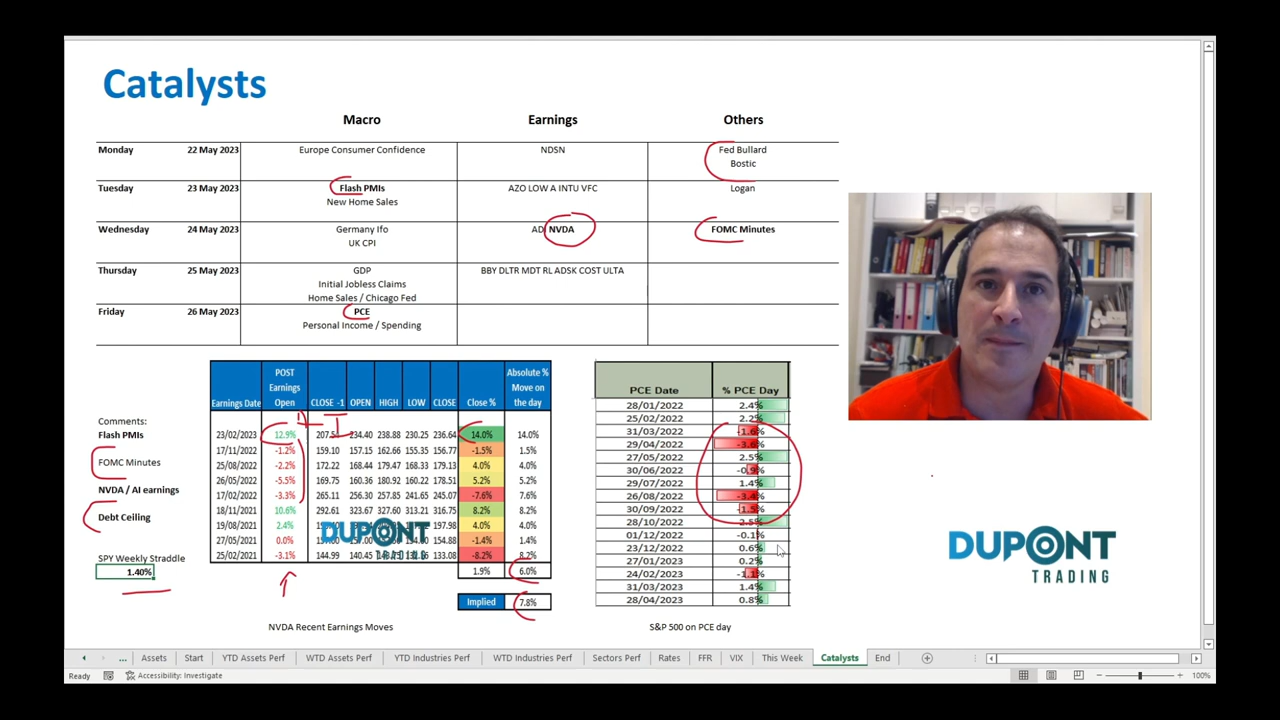 Catalysts
Macro Earnings Others
Monday 22 May 2023 Europe Consumer Confidence NDSN Fed Bullard
Bostic
Tuesday 23 May 2023 Flash PMIs AZO LOW A INTU VFC Logan
New Home Sales
Wednesday 24 May 2023 Germany Ifo NVDA FOMC Minutes
UK CPI
Thursday 25 May 2023 GDP BBY DLTR MDT RL ADSK COST ULTA
Initial Jobless Claims
Home Sales / Chicago Fed
Friday 26 May 2023 PCE
Personal Income / Spending
Comments:
Flash PMIs
FOMC Minutes
NVDA / AI earnings
Debt Ceiling
SPY Weekly Straddle
1.40%
POST Absolute %
Earnings Move on
Earnings Date Open CLOSE -1 OPEN HIGH LOW CLOSE Close % the day
23/02/2023 12.9% 234.40 238.88 230.25 236.64 14.0% 14.0%
17/11/2022 -1.2% 159.10 157.15 162.66 155.35 156.77 -1.5% 1.5%
25/08/2022 -2.2% 172.22 168.44 179.47 168.33 179.13 4.0% 4.0%
26/05/2022 -5.5% 169.75 160.36 180.92 160.22 178.51 5.2% 5.2%
17/02/2022 -3.3% 265.11 256.30 257.85 241.65 245.07 -7.6% 7.6%
18/11/2021 10.6% 292.61 323.67 327.60 313.21 316.75 8.2% 8.2%
19/08/2021 2.4% 197.98 4.0% 4.0%
27/05/2021 0.0% 154.88 -1.4% 1.4%
25/02/2021 -3.1% 144.99 140.45 133.08 -8.2% 8.2%
1.9% 6.0%
Implied 7.8%
NVDA Recent Earnings Moves
DUPONT
PCE Date % PCE Day
28/01/2022 2.4%
25/02/2022 2.2%
31/03/2022 -1.6%
29/04/2022 -3.6%
27/05/2022 2.5%
30/06/2022 -0.9%
29/07/2022 1.4%
26/08/2022 -3.4%
30/09/2022 -1.5%
28/10/2022 2.5%
01/12/2022 -0.1%
23/12/2022 0.6%
27/01/2023 0.2%
24/02/2023 -1.1%
31/03/2023 1.4%
28/04/2023 0.8%
S&P 500 on PCE day
DUPONT
TRADING
... Assets Start YTD Assets Perf WTD Assets Perf YTD Industries Perf WTD Industries Perf Sectors Perf Rates FFR VIX This Week Catalysts End
Ready Accessibility: Investigate 100%